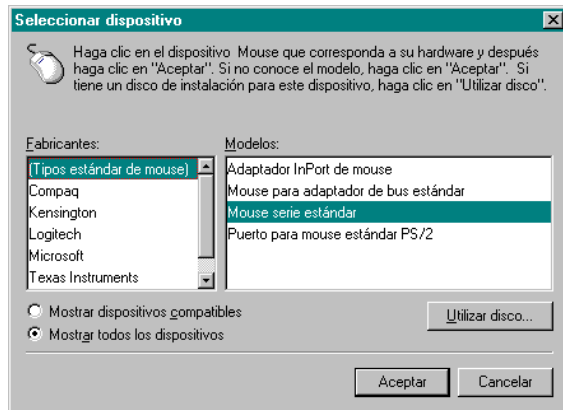 Seleccionar dispositivo
Haga clic en el dispositivo Mouse que corresponda a su hardware y después
haga clic en "Aceptar". Si no conoce el modelo, haga clic en "Aceptar". Si
tiene un disco de instalación para este dispositivo, haga clic en "Utilizar disco".
Fabricantes:
(Tipos estándar de mouse)
Compaq
Kensington
Logitech
Microsoft
Texas Instruments
Modelos:
Adaptador InPort de mouse
Mouse para adaptador de bus estándar
Mouse serie estándar
Puerto para mouse estándar PS/2
Mostrar dispositivos compatibles
Mostrar todos los dispositivos
Utilizar disco...
Aceptar
Cancelar